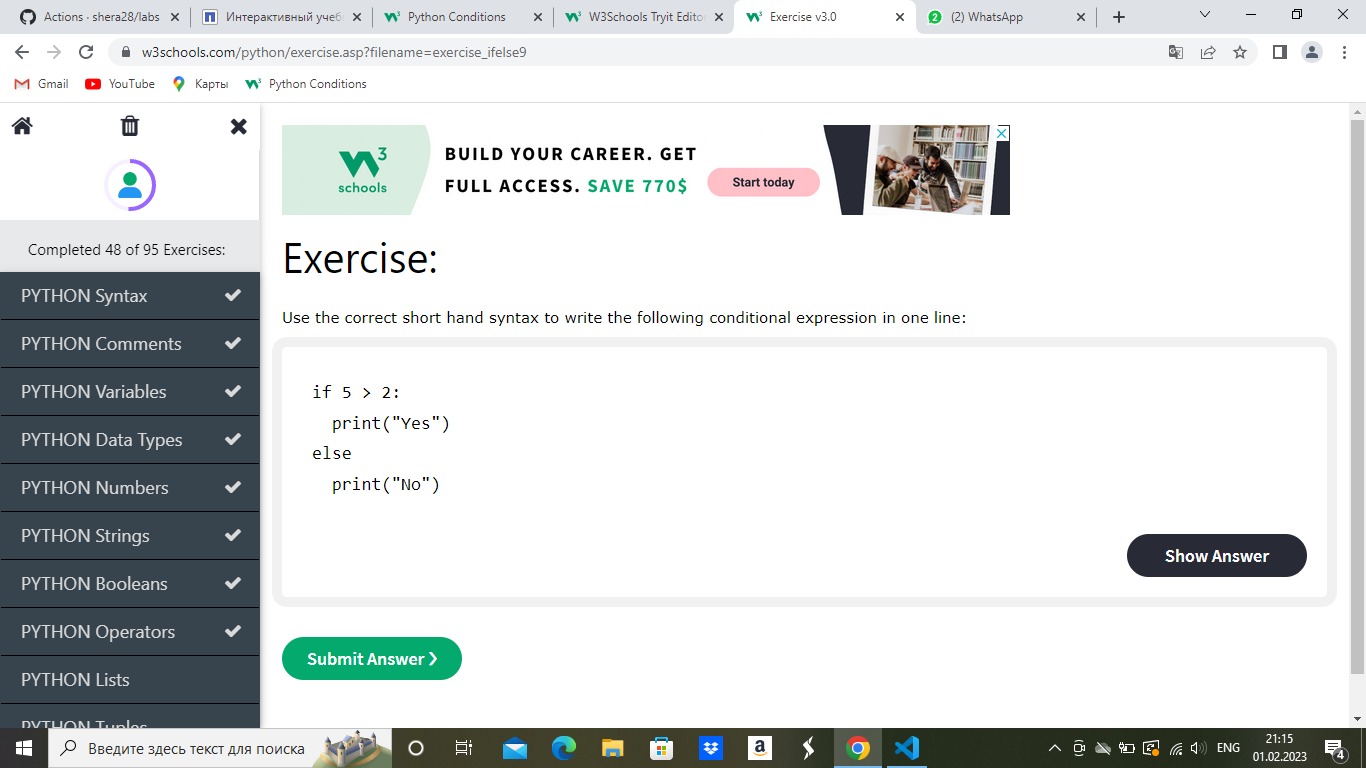 Actions · shera28/labs
Интерактивный учеб
Python Conditions
W3Schools Tryit Editor
Exercise v3.0
2 (2) WhatsApp
w3schools.com/python/exercise.asp?filename=exercise_ifelse9
Gmail
YouTube
Карты
Python Conditions
Completed 48 of 95 Exercises:
PYTHON Syntax
PYTHON Comments
PYTHON Variables
PYTHON Data Types
PYTHON Numbers
PYTHON Strings
PYTHON Booleans
PYTHON Operators
PYTHON Lists
PYTHON Tuples
W3 schools
BUILD YOUR CAREER. GET
FULL ACCESS. SAVE 770$
Start today
Exercise:
Use the correct short hand syntax to write the following conditional expression in one line:
if 5 > 2:
  print("Yes")
else
  print("No")
Show Answer
Submit Answer ❯
Введите здесь текст для поиска
ENG
21:15
01.02.2023
4